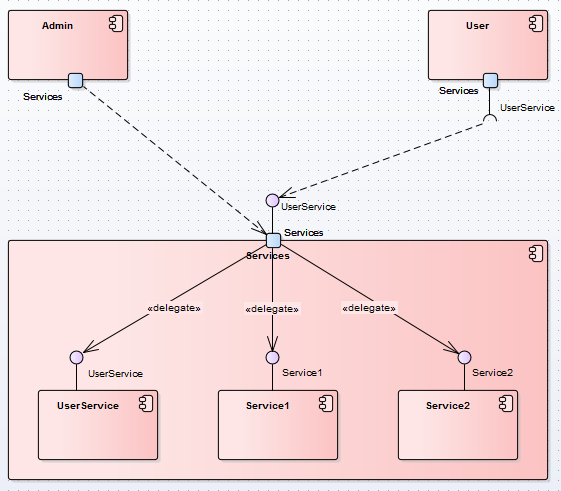 Admin
User
Services
Services
UserService
UserService
Services
Services
«delegate»
«delegate»
«delegate»
UserService
Service1
Service2
UserService
Service1
Service2